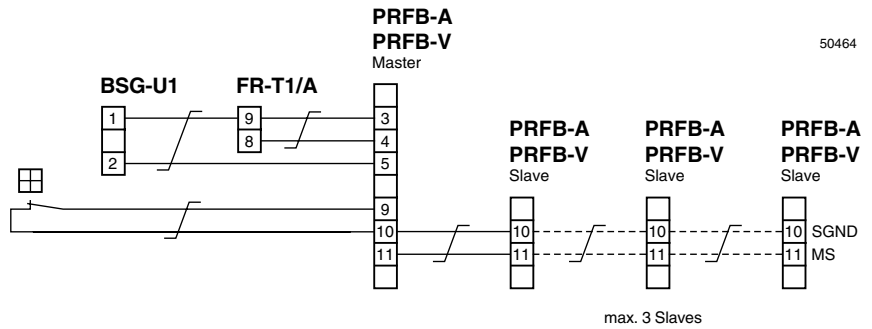 PRFB-A
PRFB-V
Master
50464
BSG-U1
FR-T1/A
1
9
3
8
4
2
5
PRFB-A
PRFB-V
Slave
PRFB-A
PRFB-V
Slave
PRFB-A
PRFB-V
Slave
9
10
10
10
10 SGND
11
11
11
11 MS
max. 3 Slaves